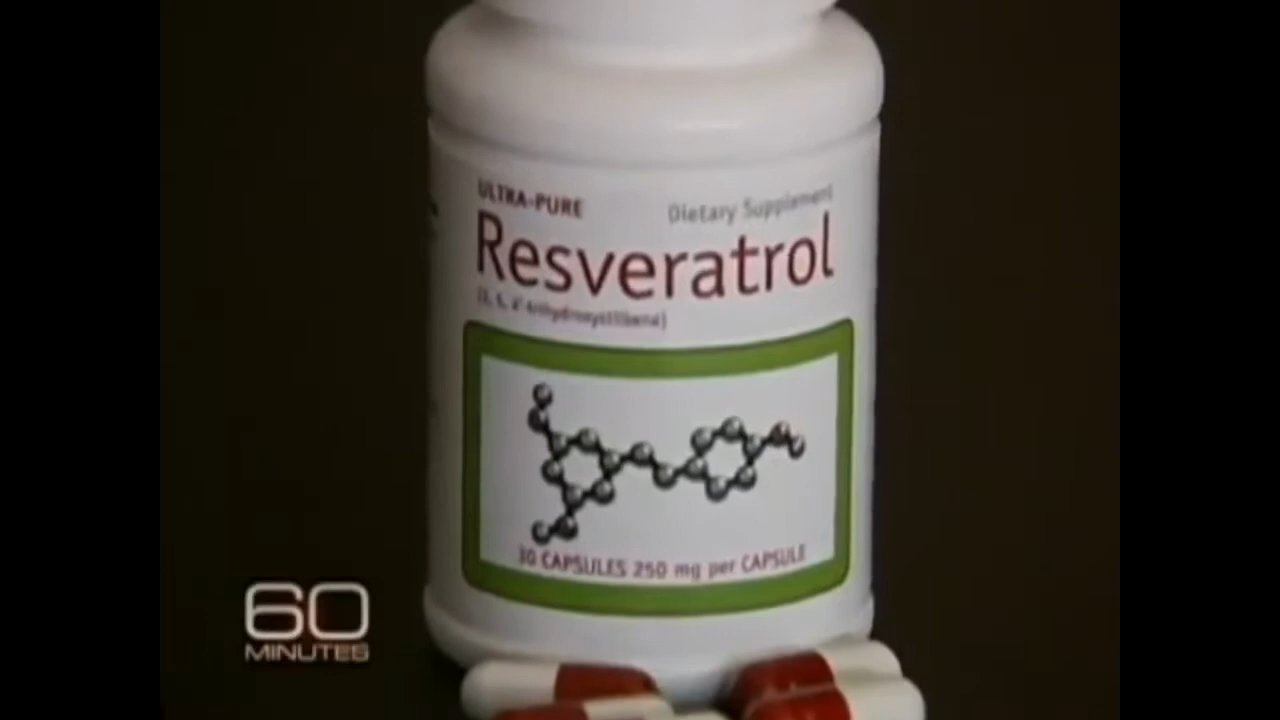 ULTRA-PURE
Dietary Supplement
Resveratrol
30 CAPSULES 250 mg per CAPSULE
60
MINUTES